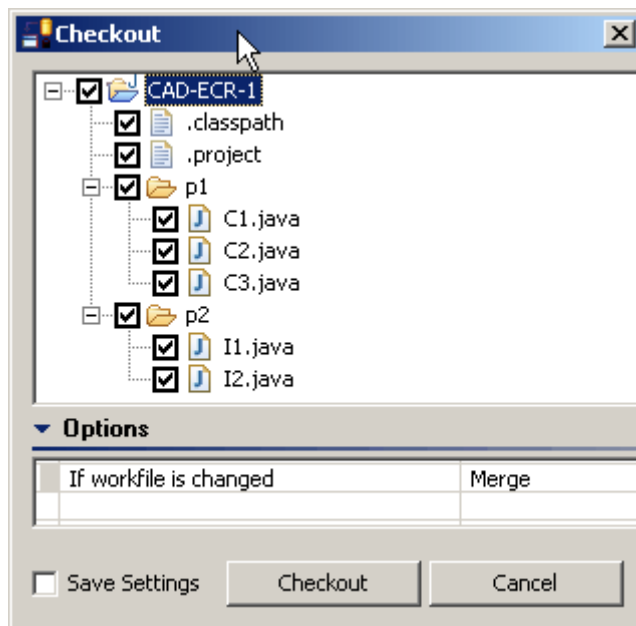 Checkout
CAD-ECR-1
.classpath
.project
p1
C1.java
C2.java
C3.java
p2
I1.java
I2.java
Options
If workfile is changed Merge
Save Settings Checkout Cancel